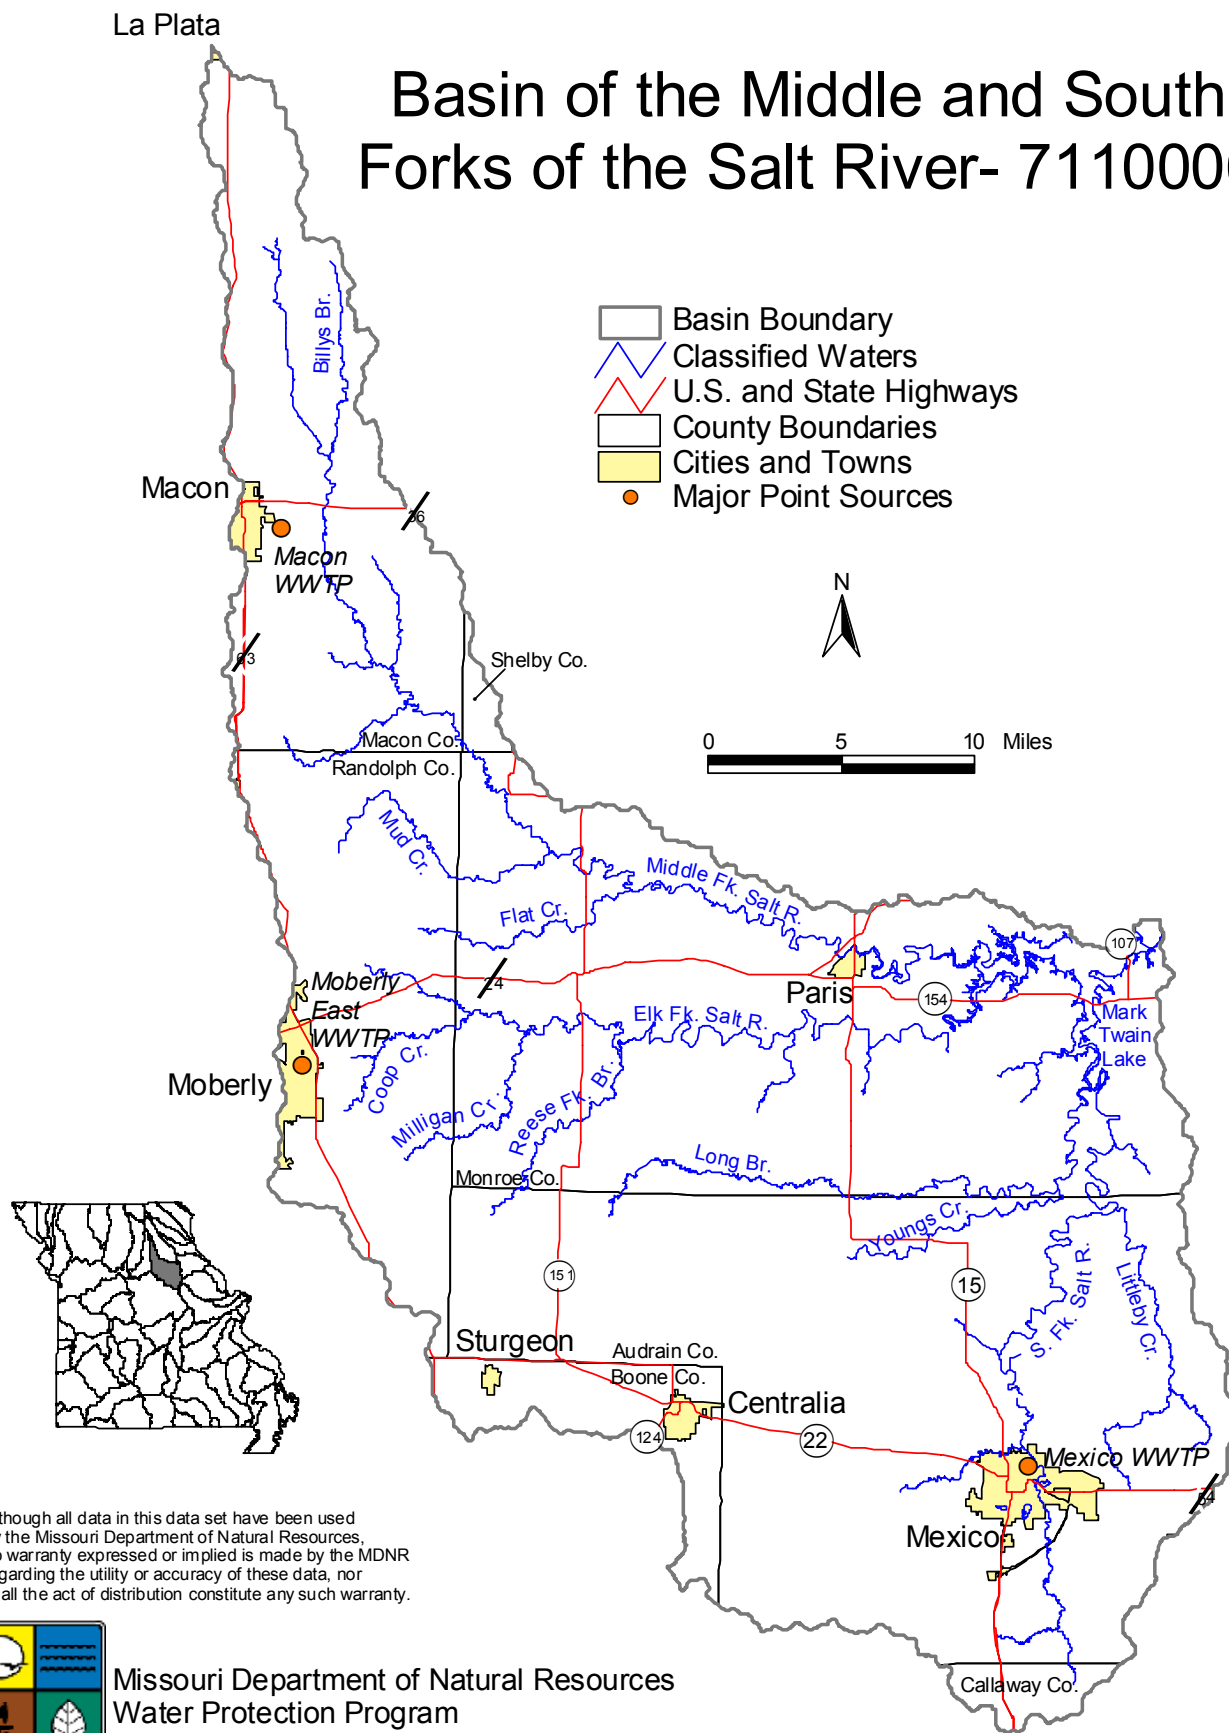 La Plata
Basin of the Middle and South
Forks of the Salt River- 7110000
Basin Boundary
Classified Waters
U.S. and State Highways
County Boundaries
Cities and Towns
Major Point Sources
Billys Br.
Macon
36
Macon
WWTP
N
63
Shelby Co.
0 5 10 Miles
Macon Co.
Randolph Co.
Mud Cr.
Middle Fk. Salt R.
Flat Cr.
107
Moberly
East
WWTP
24
Paris
154
Mark
Twain
Lake
Elk Fk. Salt R.
Coop Cr.
Moberly
Milligan Cr.
Reese Fk. Br.
Long Br.
Monroe Co.
Youngs Cr.
151
15
S. Fk. Salt R.
Littleby Cr.
Sturgeon
Audrain Co.
Boone Co.
Centralia
124
22
Mexico WWTP
54
Mexico
though all data in this data set have been used
the Missouri Department of Natural Resources,
warranty expressed or implied is made by the MDNR
garding the utility or accuracy of these data, nor
all the act of distribution constitute any such warranty.
Callaway Co.
Missouri Department of Natural Resources
Water Protection Program